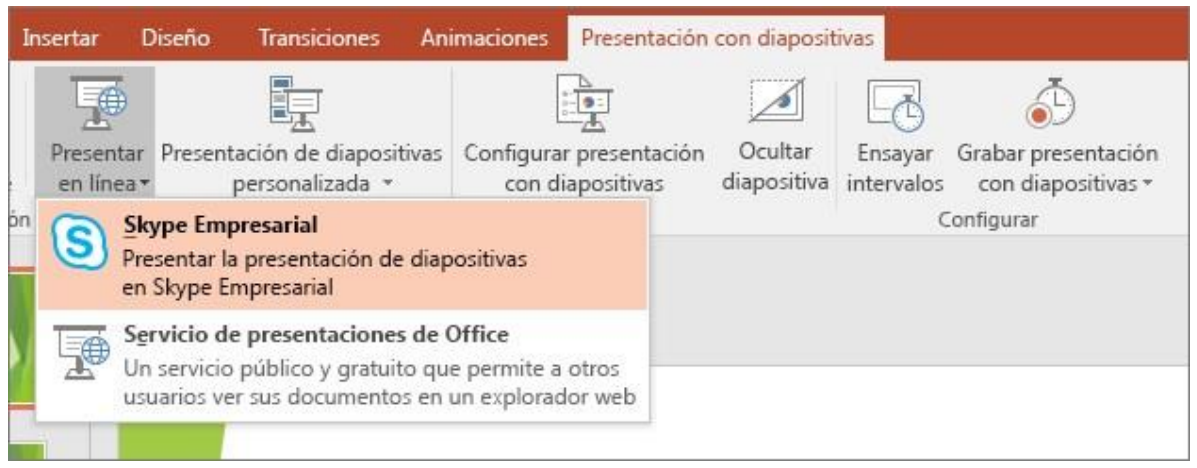 Insertar Diseño Transiciones Animaciones Presentación con diapositivas
Presentar Presentación de diapositivas Configurar presentación Ocultar Ensayar Grabar presentación
en línea personalizada con diapositivas diapositiva intervalos con diapositivas
ón Configurar
Skype Empresarial
Presentar la presentación de diapositivas
en Skype Empresarial
Servicio de presentaciones de Office
Un servicio público y gratuito que permite a otros
usuarios ver sus documentos en un explorador web